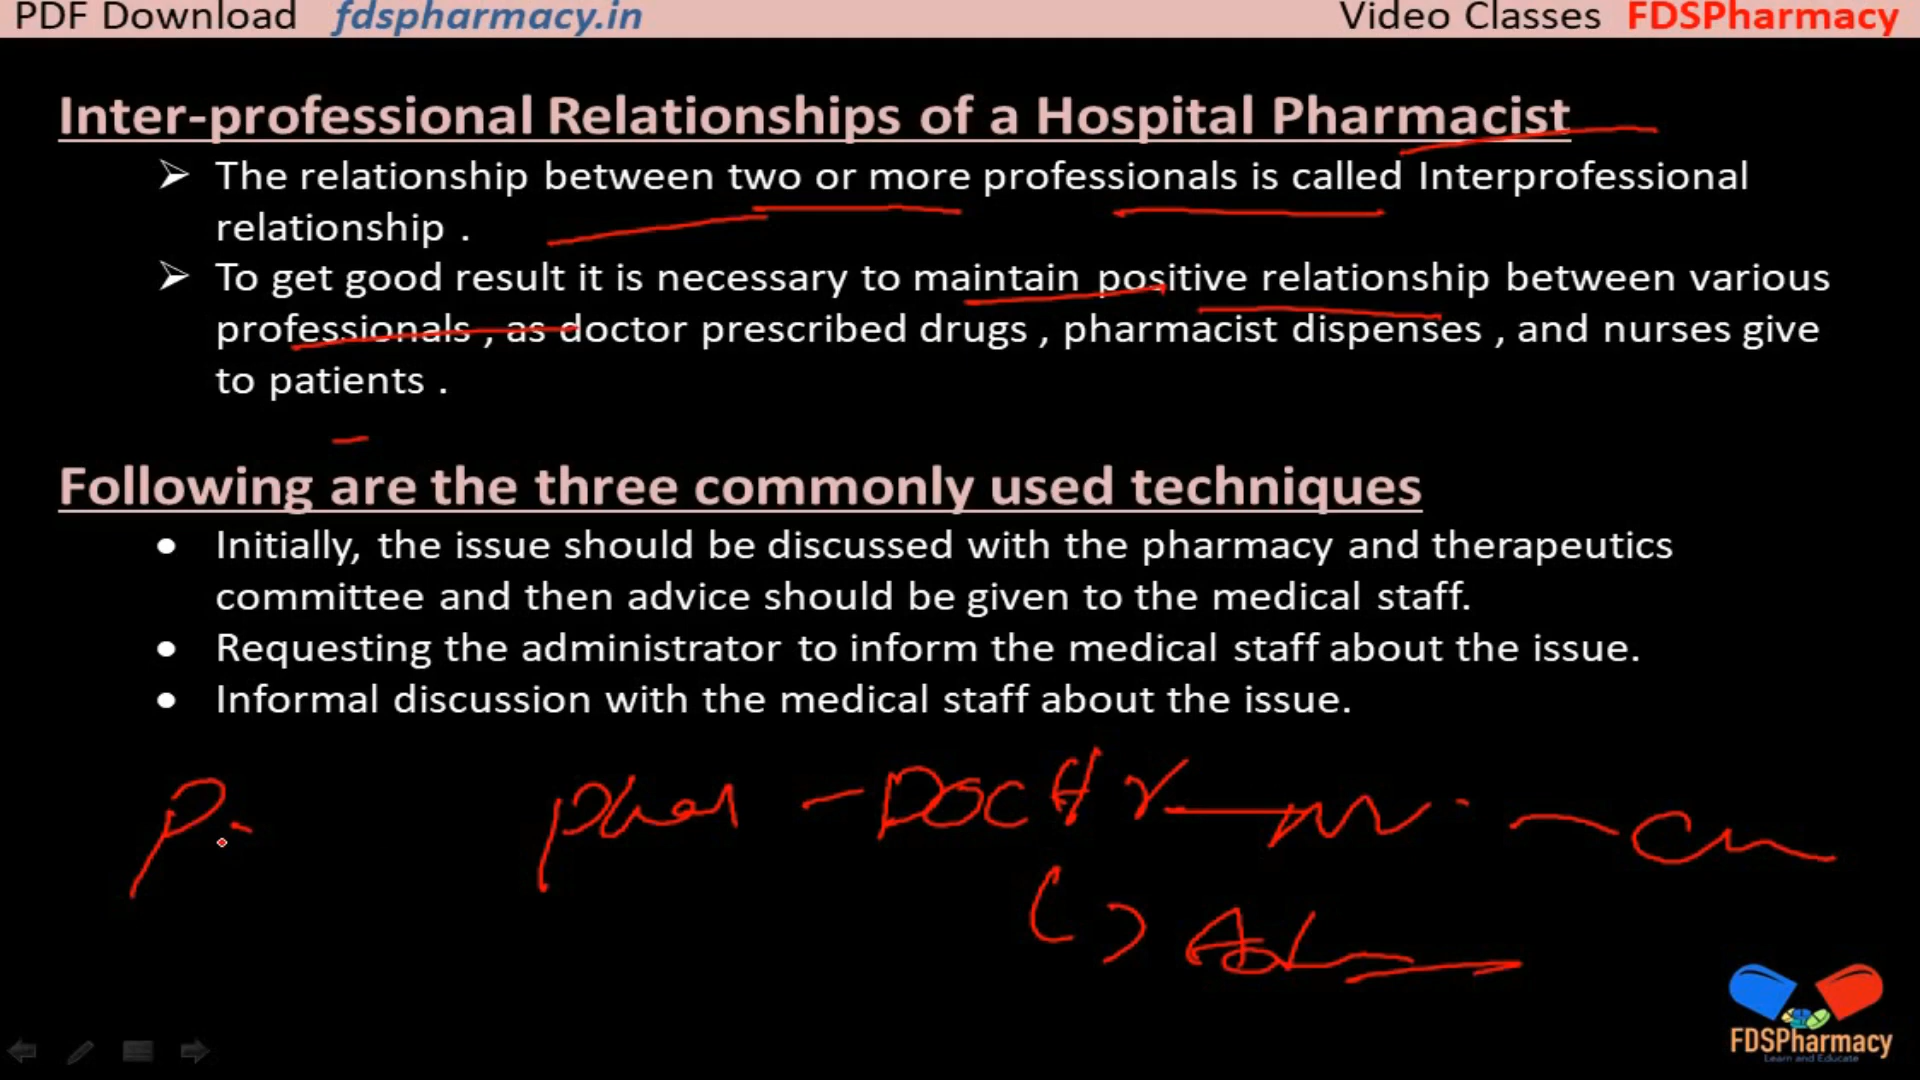 PDF Download fdspharmacy.in Video Classes FDSPharmacy
Inter-professional Relationships of a Hospital Pharmacist
➢ The relationship between two or more professionals is called Interprofessional
relationship .
➢ To get good result it is necessary to maintain positive relationship between various
professionals , as doctor prescribed drugs , pharmacist dispenses , and nurses give
to patients .
Following are the three commonly used techniques
• Initially, the issue should be discussed with the pharmacy and therapeutics
committee and then advice should be given to the medical staff.
• Requesting the administrator to inform the medical staff about the issue.
• Informal discussion with the medical staff about the issue.
FDSPharmacy
Learn and Educate